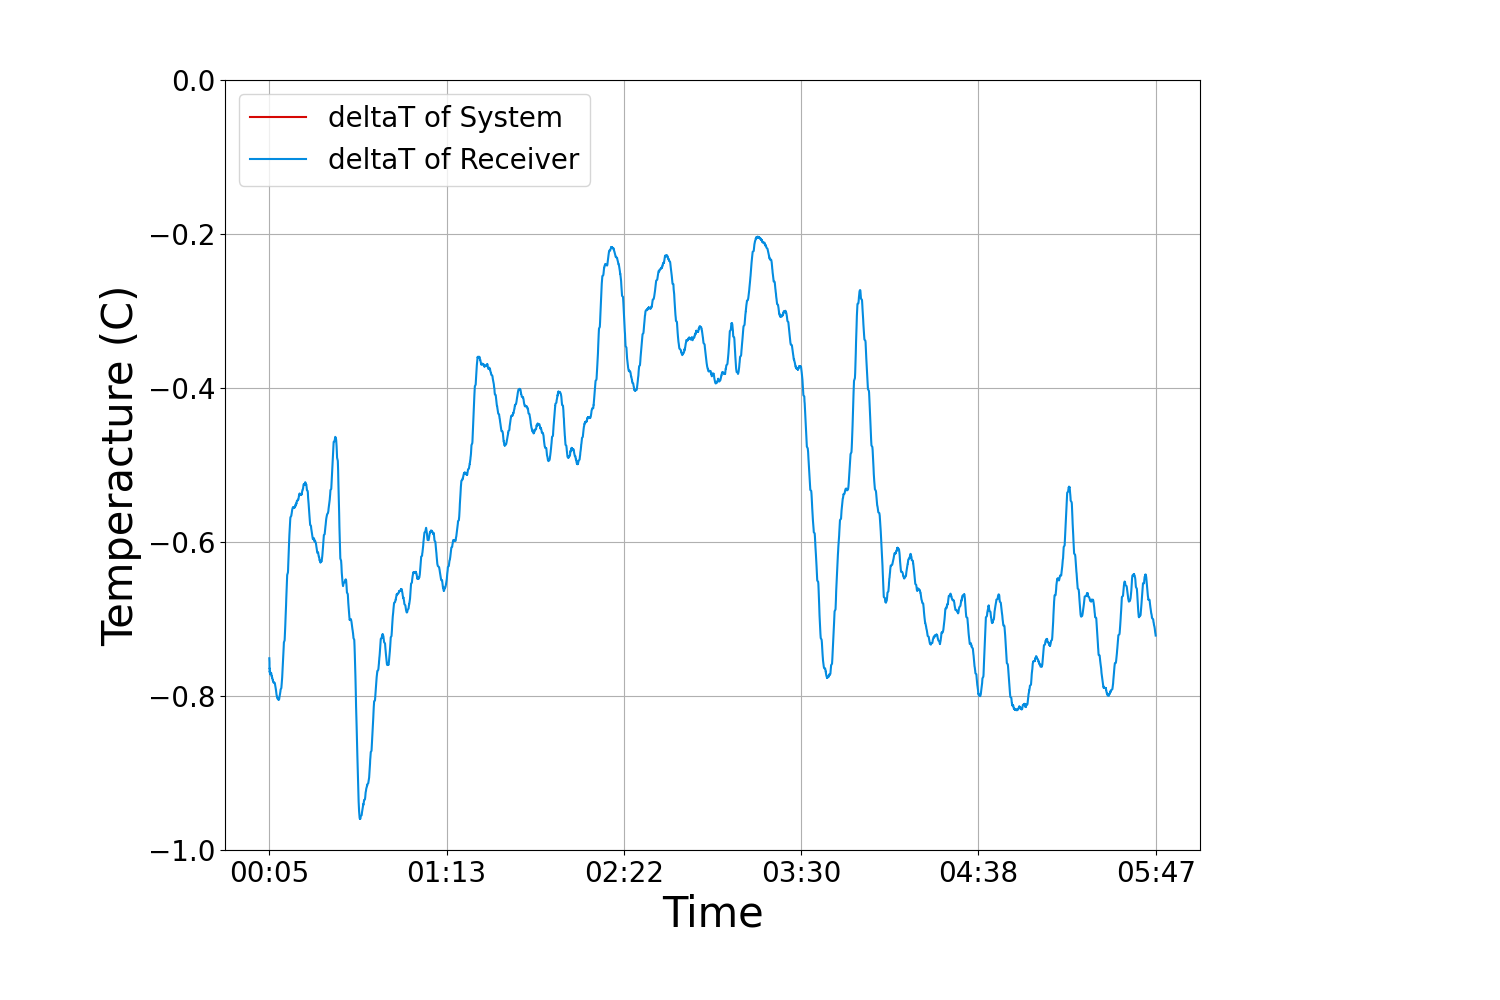 0.0
deltaT of System
deltaT of Receiver
−0.2
−0.4
−0.6
−0.8
−1.0
Temperacture (C)
00:05 01:13 02:22 03:30 04:38 05:47
Time